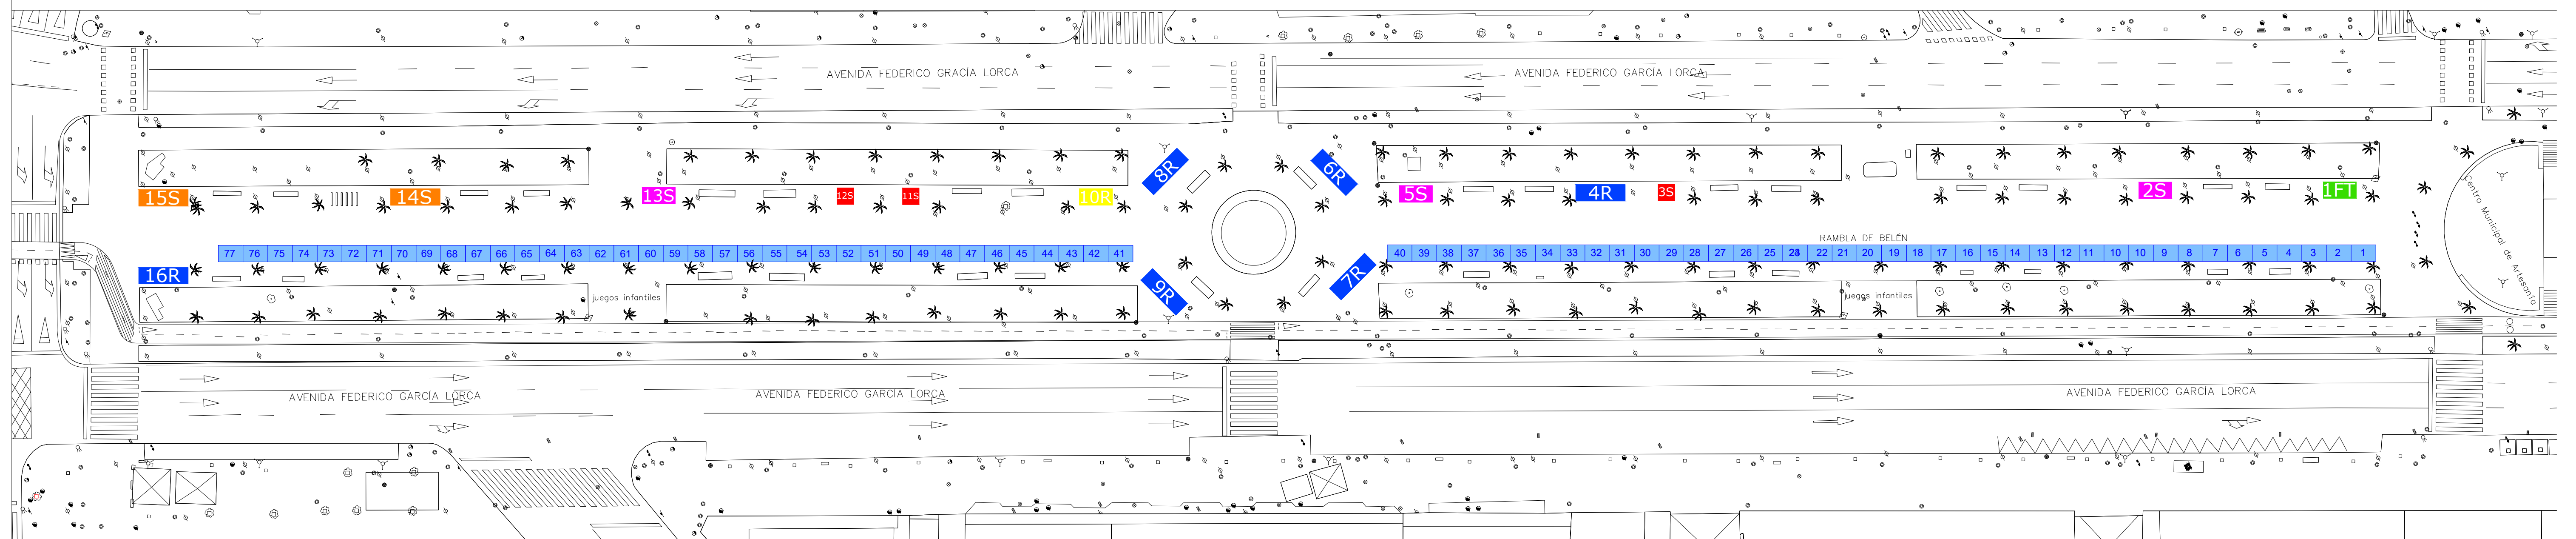 AVENIDA FEDERICO GRACÍA LORCA
AVENIDA FEDERICO GARCÍA LORCA
8R
6R
15S 14S 13S 12S 11S 10R
5S 4R 3S 2S 1FT
Centro Municipal de Artesanía
RAMBLA DE BELÉN
77 76 75 74 73 72 71 70 69 68 67 66 65 64 63 62 61 60 59 58 57 56 55 54 53 52 51 50 49 48 47 46 45 44 43 42 41
40 39 38 37 36 35 34 33 32 31 30 29 28 27 26 25 22 21 20 19 18 17 16 15 14 13 12 11 10 10 9 8 7 6 5 4 3 2 1
16R
9R
7R
juegos infantiles
juegos infantiles
AVENIDA FEDERICO GARCÍA LORCA
AVENIDA FEDERICO GARCÍA LORCA
AVENIDA FEDERICO GARCÍA LORCA